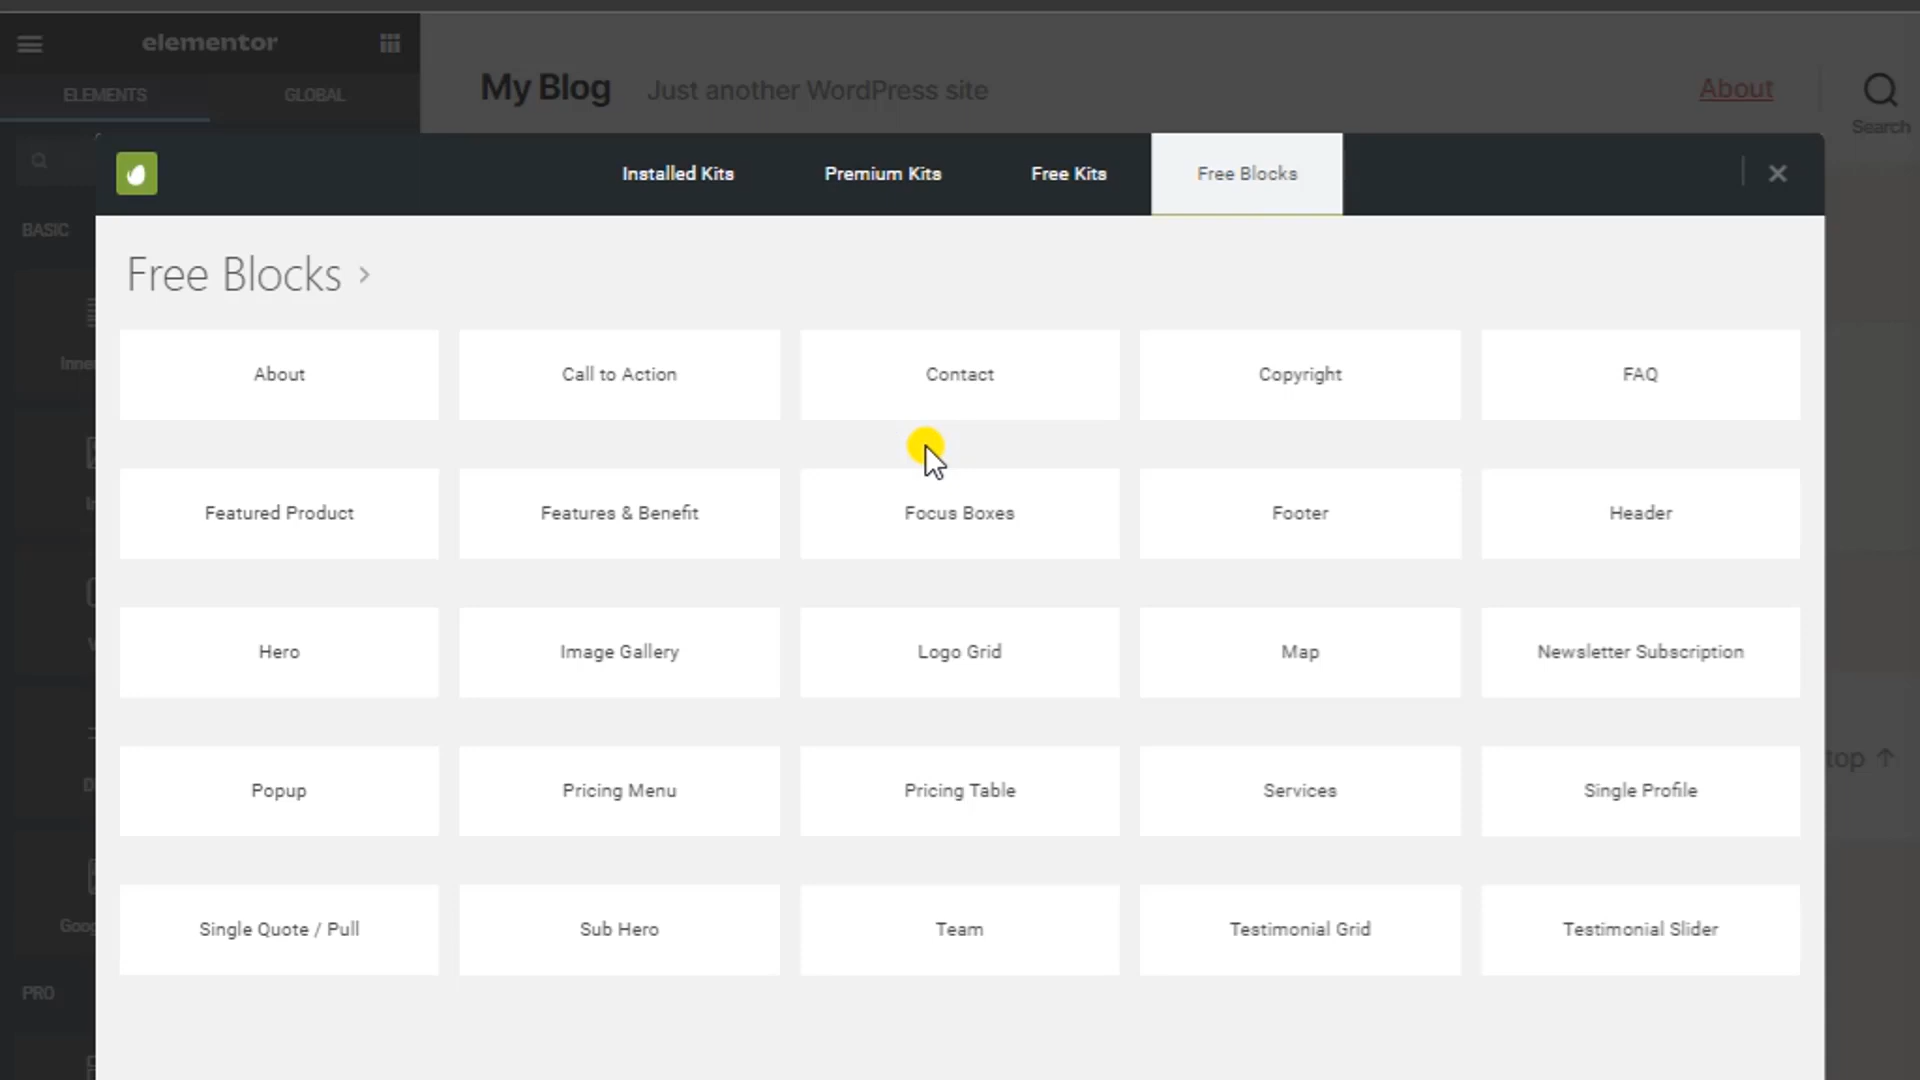 elementor
ELEMENTS
GLOBAL
My Blog
Just another WordPress site
About
Search
Installed Kits
Premium Kits
Free Kits
Free Blocks
BASIC
Free Blocks
About
Call to Action
Contact
Copyright
FAQ
Featured Product
Features & Benefit
Focus Boxes
Footer
Header
Hero
Image Gallery
Logo Grid
Map
Newsletter Subscription
Popup
Pricing Menu
Pricing Table
Services
Single Profile
top ↑
Single Quote / Pull
Sub Hero
Team
Testimonial Grid
Testimonial Slider
PRO